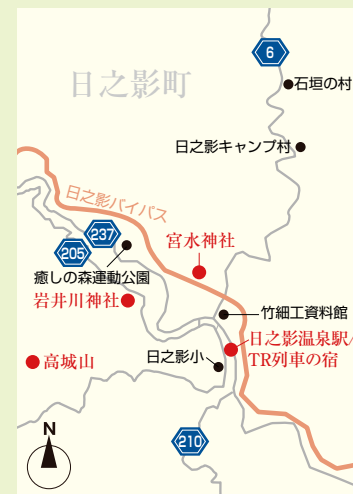 6
日之影町
石垣の村
日之影キャンプ村
日之影バイパス
237
宮水神社
205
癒しの森運動公園
岩井川神社
竹細工資料館
日之影温泉駅/
TR列車の宿
日之影小
高城山
N
210